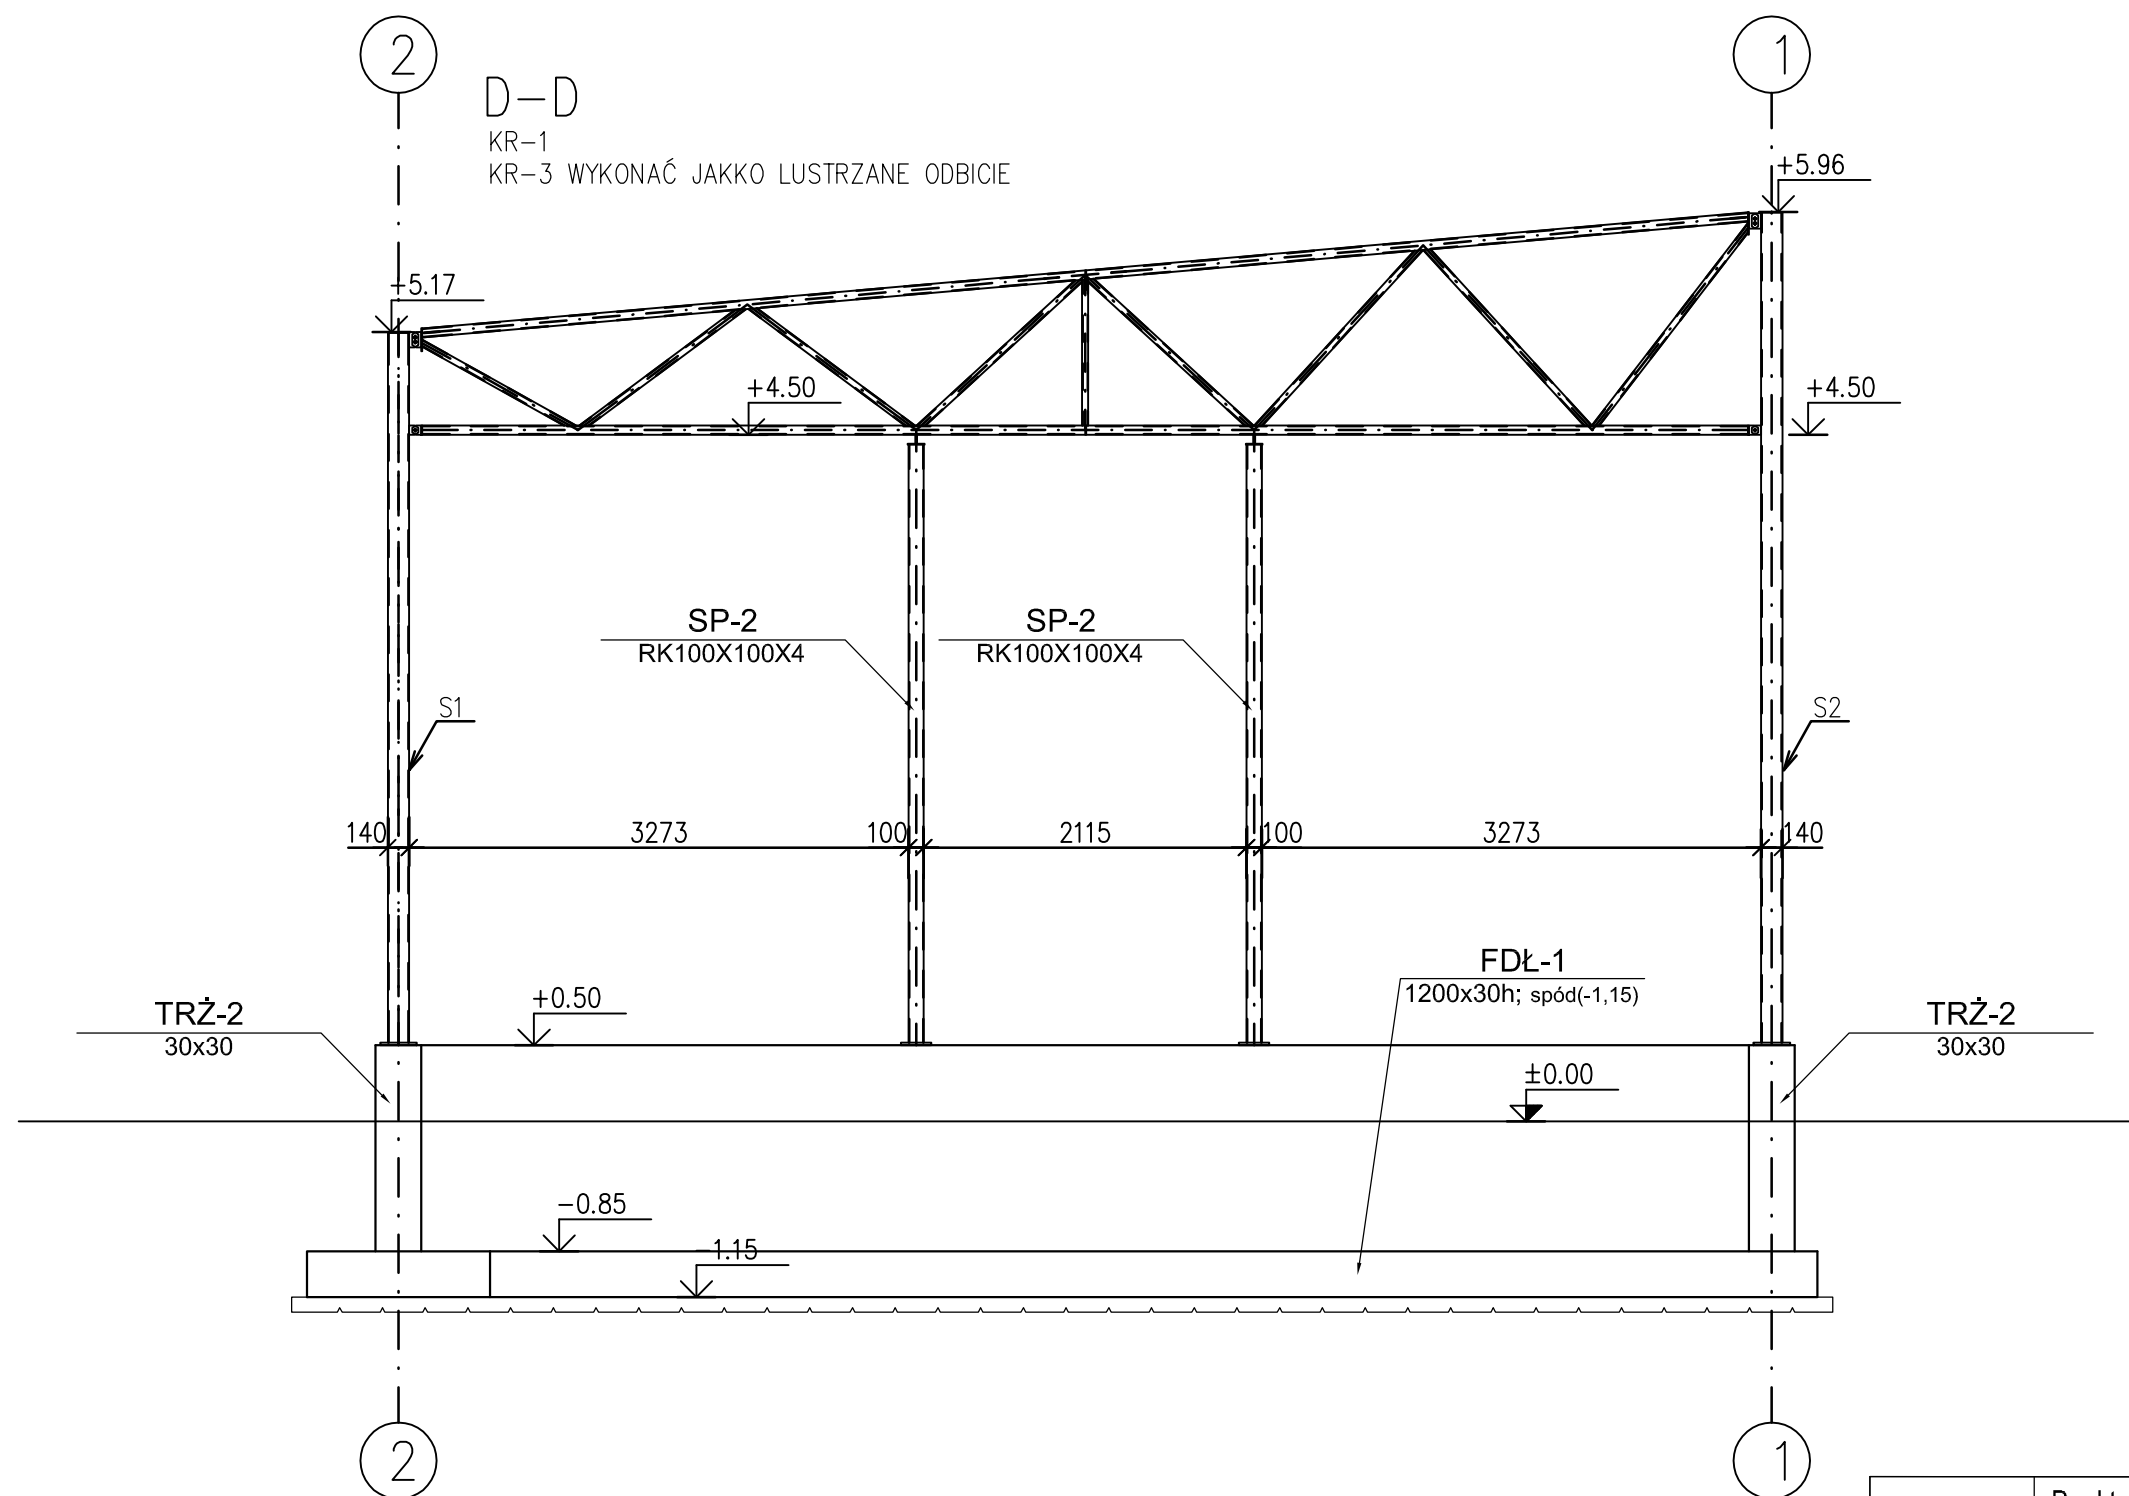 2
1
D-D
KR-1
KR-3 WYKONAĆ JAKKO LUSTRZANE ODBICIE
+5.96
+5.17
+4.50
+4.50
SP-2
RK100X100X4
SP-2
RK100X100X4
S1
S2
140
3273
100
2115
100
3273
140
FDŁ-1
1200x30h; spód(-1,15)
+0.50
TRŻ-2
30x30
TRŻ-2
30x30
±0.00
-0.85
-1.15
2
1